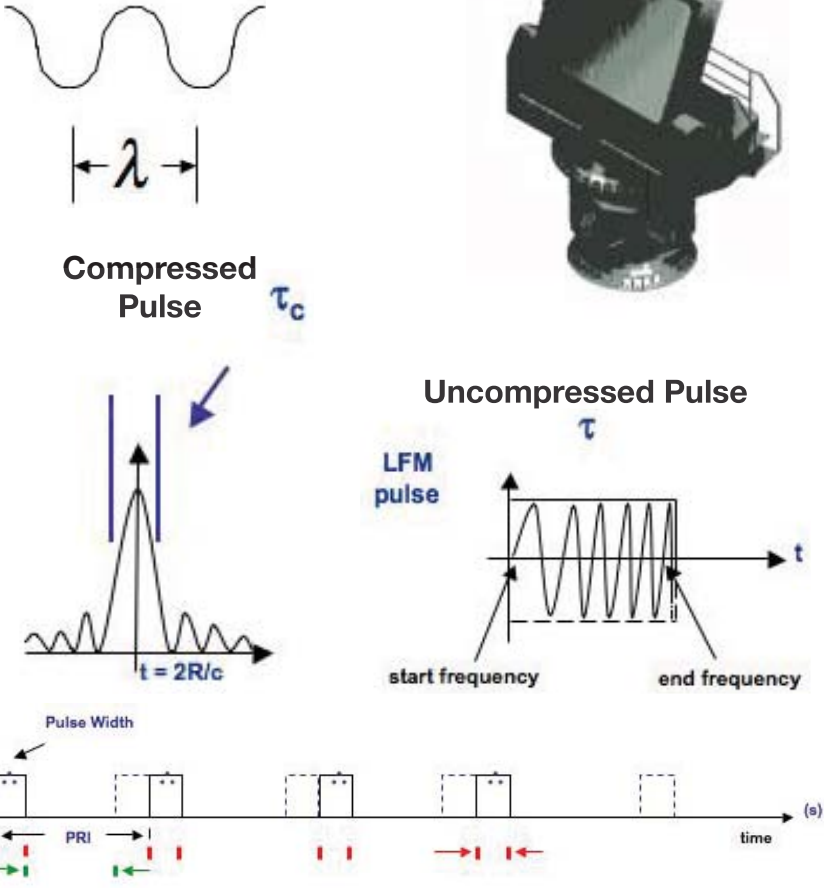 λ
Compressed
Pulse
τc
Uncompressed Pulse
τ
LFM
pulse
t
t = 2R/c
start frequency
end frequency
Pulse Width
(s)
PRI
time